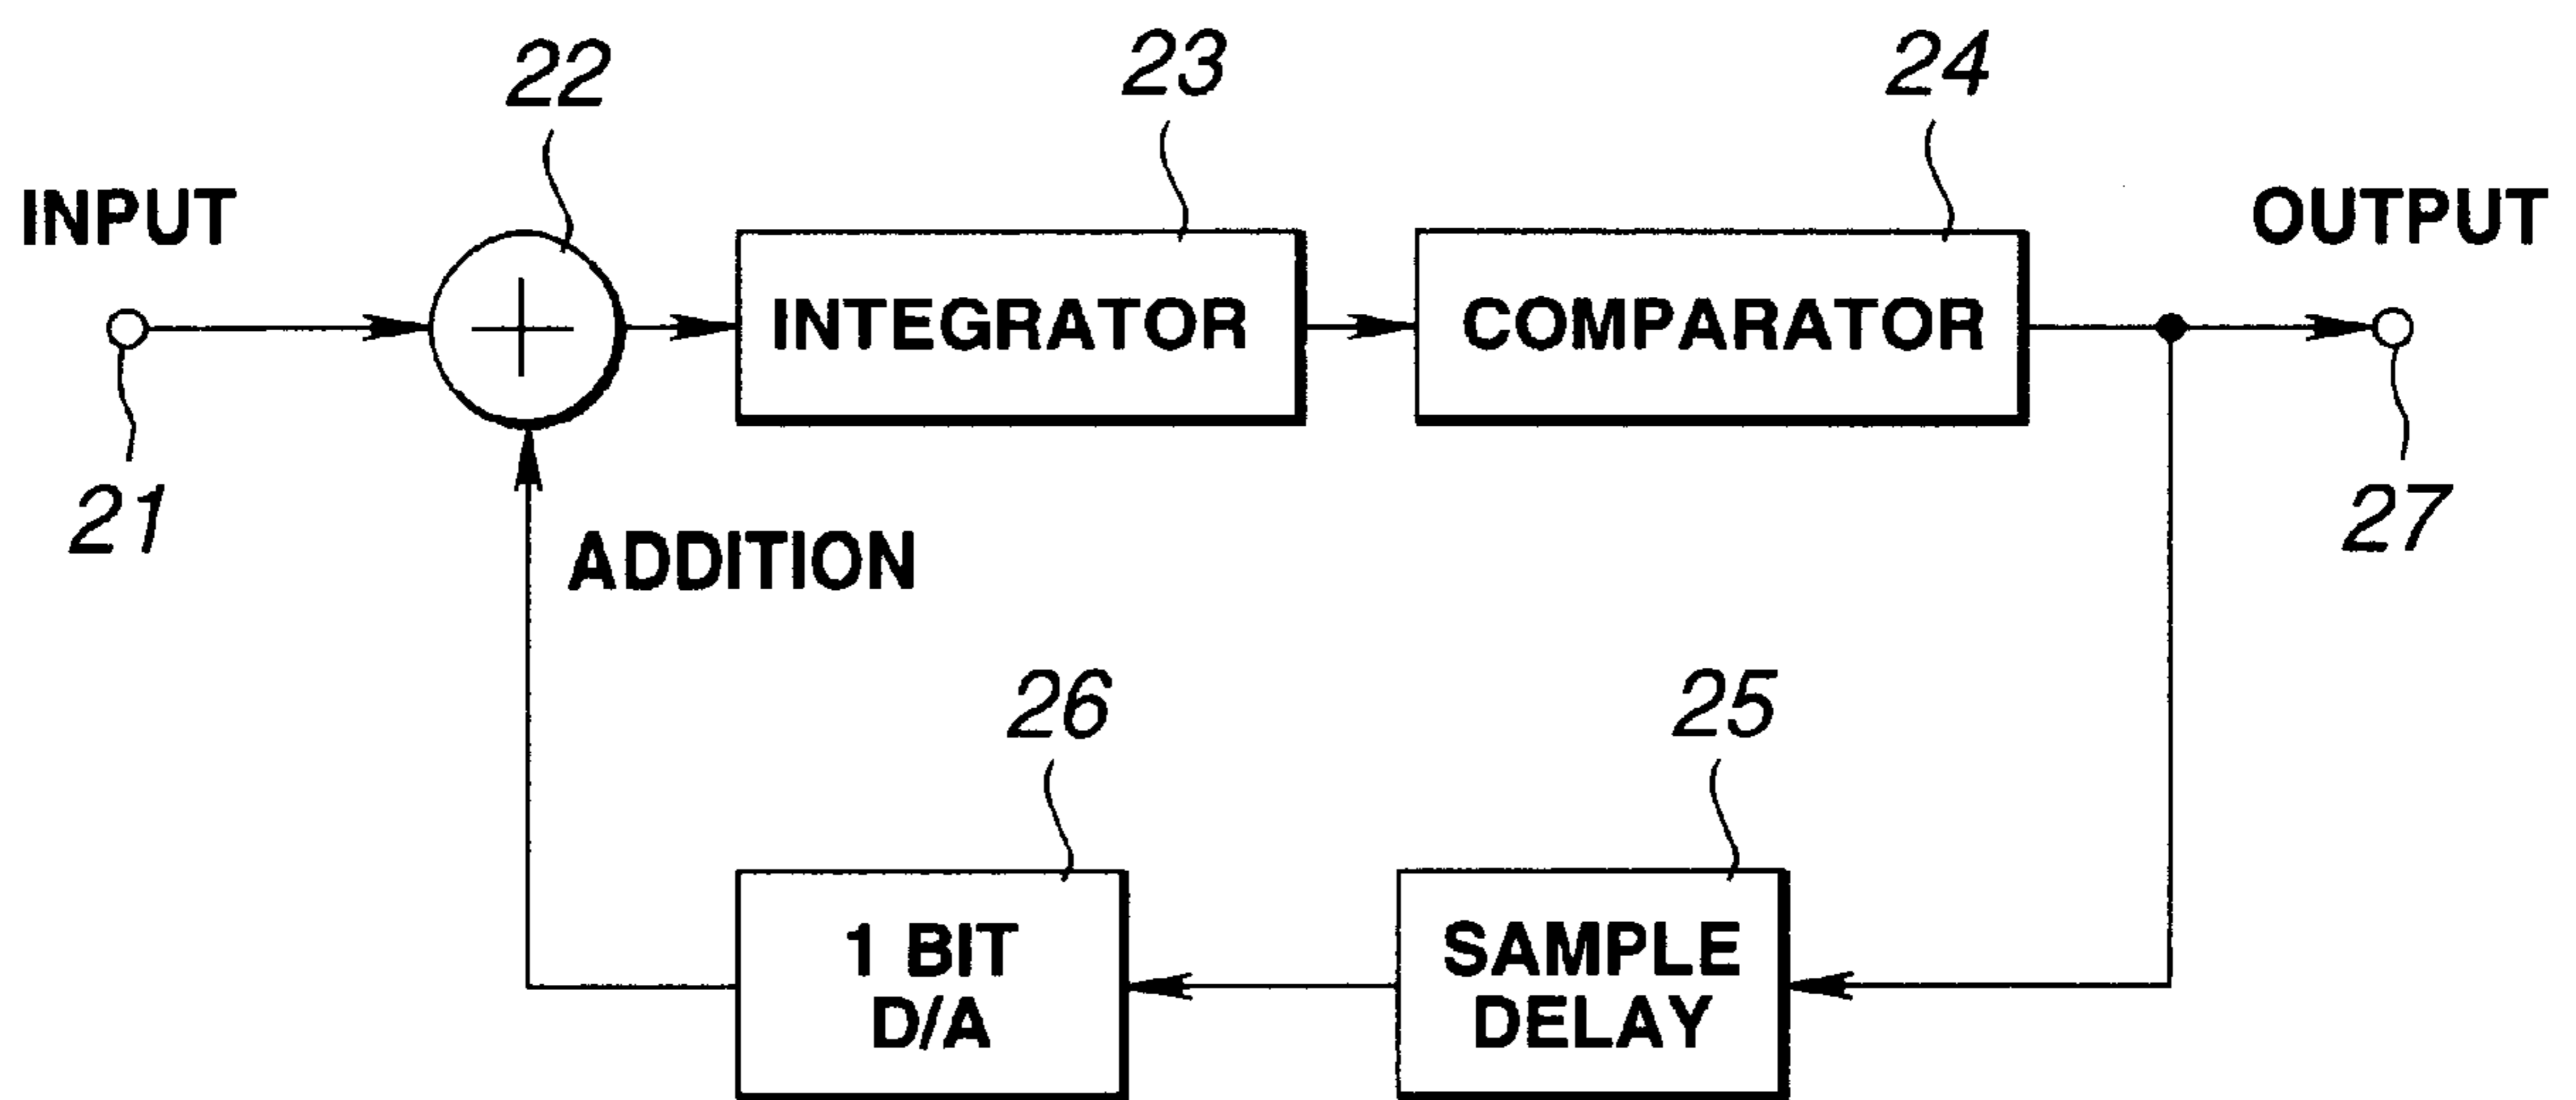 22
23
24
INPUT
OUTPUT
+
INTEGRATOR
COMPARATOR
21
27
ADDITION
26
25
1 BIT
D/A
SAMPLE
DELAY